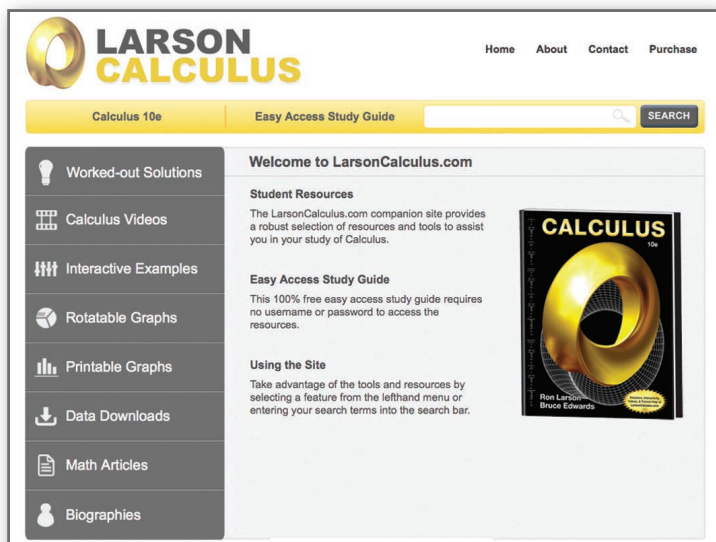 LARSON
CALCULUS
Home About Contact Purchase
Calculus 10e Easy Access Study Guide SEARCH
Worked-out Solutions
Calculus Videos
Interactive Examples
Rotatable Graphs
Printable Graphs
Data Downloads
Math Articles
Biographies
Welcome to LarsonCalculus.com
Student Resources
The LarsonCalculus.com companion site provides
a robust selection of resources and tools to assist
you in your study of Calculus.
Easy Access Study Guide
This 100% free easy access study guide requires
no username or password to access the
resources.
Using the Site
Take advantage of the tools and resources by
selecting a feature from the lefthand menu or
entering your search terms into the search bar.
CALCULUS
10e
Ron Larson
Bruce Edwards